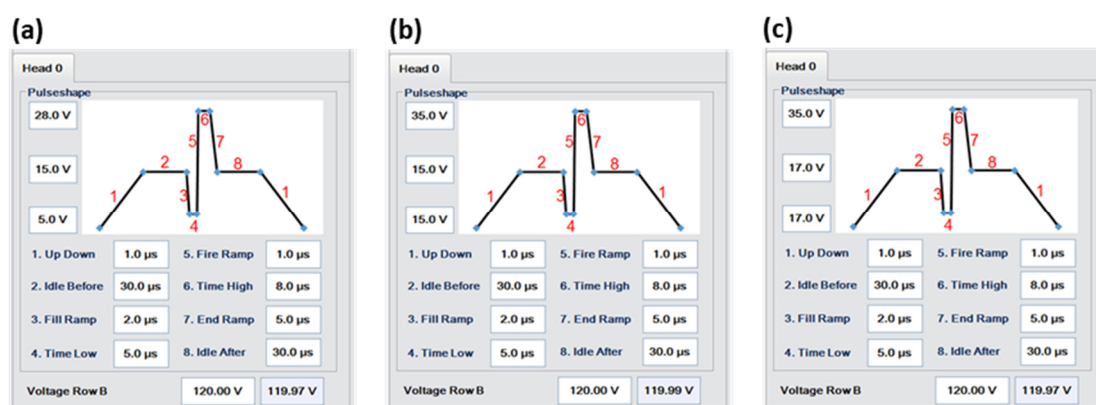 (a)
Head 0
Pulseshape
28.0 V
15.0 V
5.0 V
1
2
3
4
5
6
7
8
1
1. Up Down 1.0 µs 5. Fire Ramp 1.0 µs
2. Idle Before 30.0 µs 6. Time High 8.0 µs
3. Fill Ramp 2.0 µs 7. End Ramp 5.0 µs
4. Time Low 5.0 µs 8. Idle After 30.0 µs
Voltage Row B 120.00 V 119.97 V
(b)
Head 0
Pulseshape
35.0 V
15.0 V
15.0 V
1
2
3
4
5
6
7
8
1
1. Up Down 1.0 µs 5. Fire Ramp 1.0 µs
2. Idle Before 30.0 µs 6. Time High 8.0 µs
3. Fill Ramp 2.0 µs 7. End Ramp 5.0 µs
4. Time Low 5.0 µs 8. Idle After 30.0 µs
Voltage Row B 120.00 V 119.99 V
(c)
Head 0
Pulseshape
35.0 V
17.0 V
17.0 V
1
2
3
4
5
6
7
8
1
1. Up Down 1.0 µs 5. Fire Ramp 1.0 µs
2. Idle Before 30.0 µs 6. Time High 8.0 µs
3. Fill Ramp 2.0 µs 7. End Ramp 5.0 µs
4. Time Low 5.0 µs 8. Idle After 30.0 µs
Voltage Row B 120.00 V 119.97 V